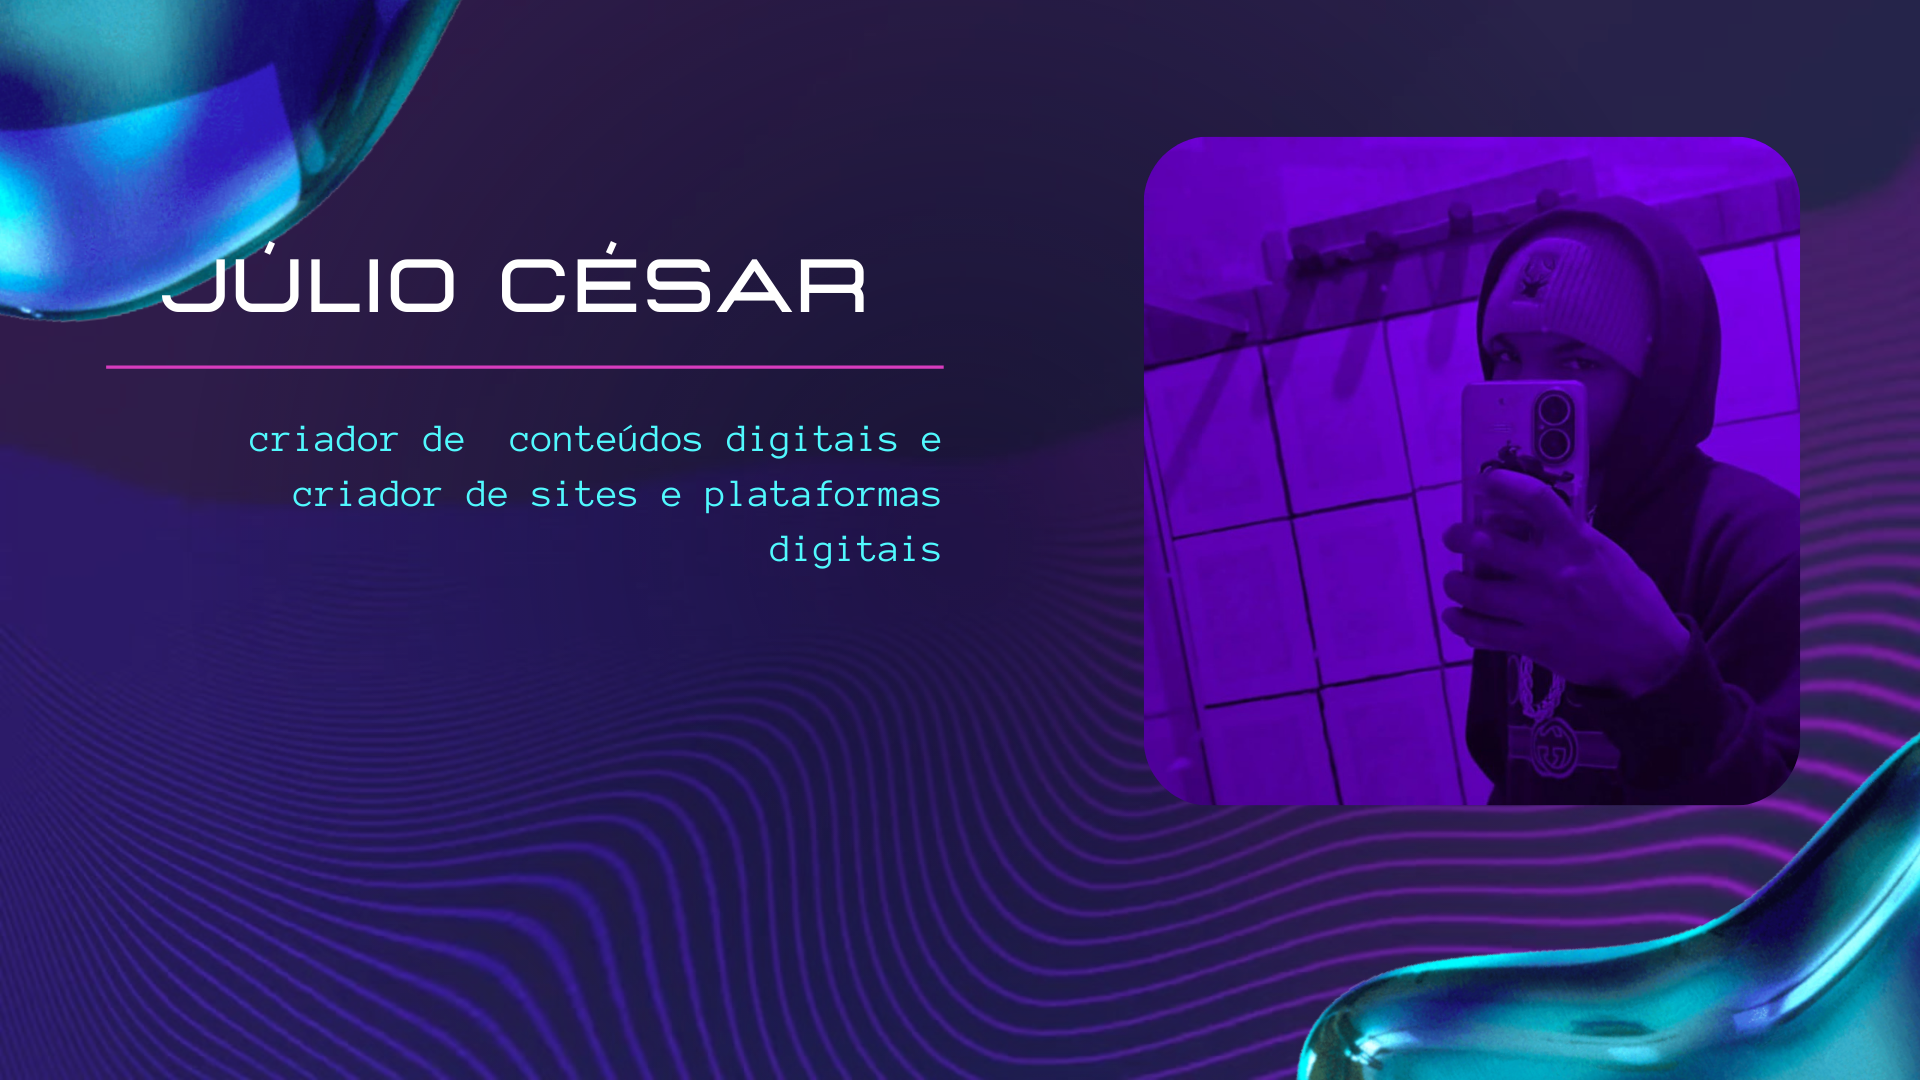 JÚLIO CÉSAR
criador de  conteúdos digitais e
criador de sites e plataformas
digitais